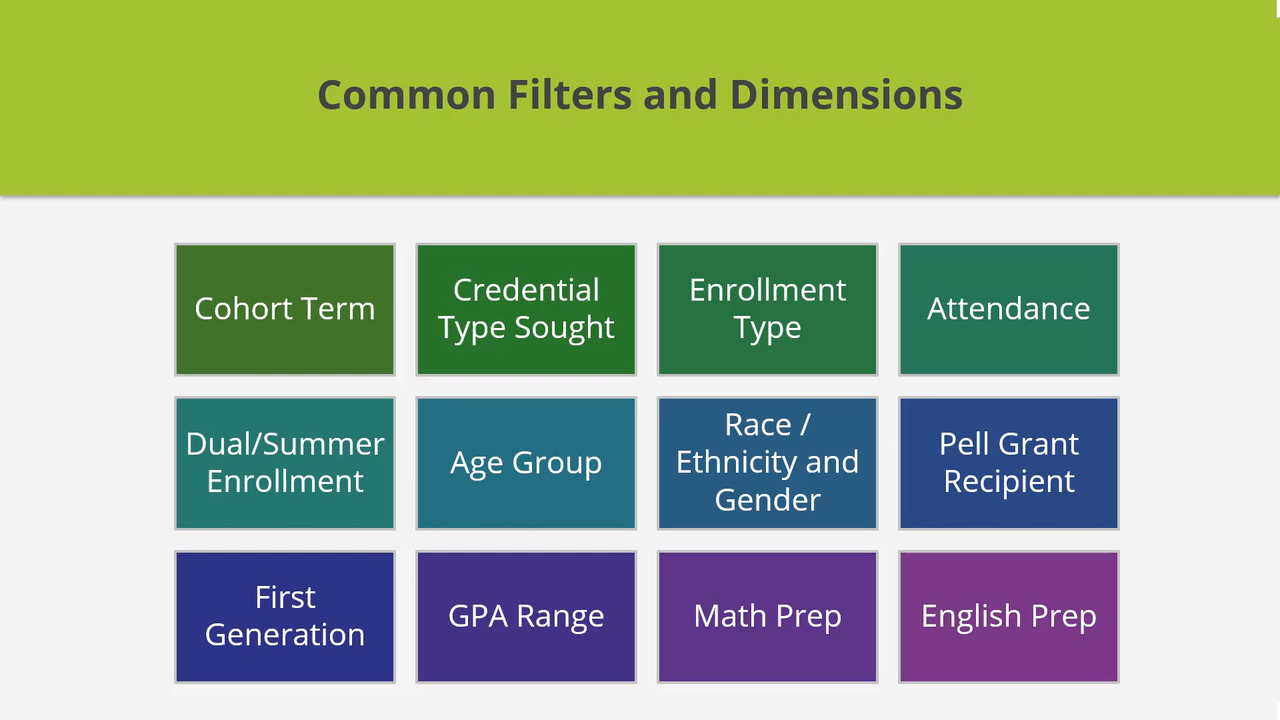 Common Filters and Dimensions
Cohort Term
Credential
Type Sought
Enrollment
Type
Attendance
Dual/Summer
Enrollment
Age Group
Race /
Ethnicity and
Gender
Pell Grant
Recipient
First
Generation
GPA Range
Math Prep
English Prep